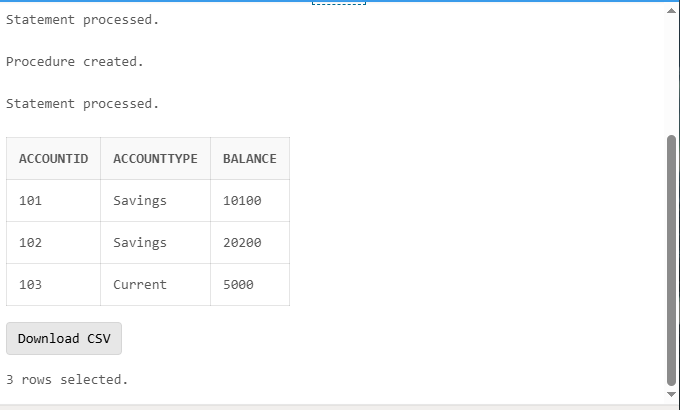 Statement processed.
Procedure created.
Statement processed.
ACCOUNTID ACCOUNTTYPE BALANCE
101 Savings 10100
102 Savings 20200
103 Current 5000
Download CSV
3 rows selected.